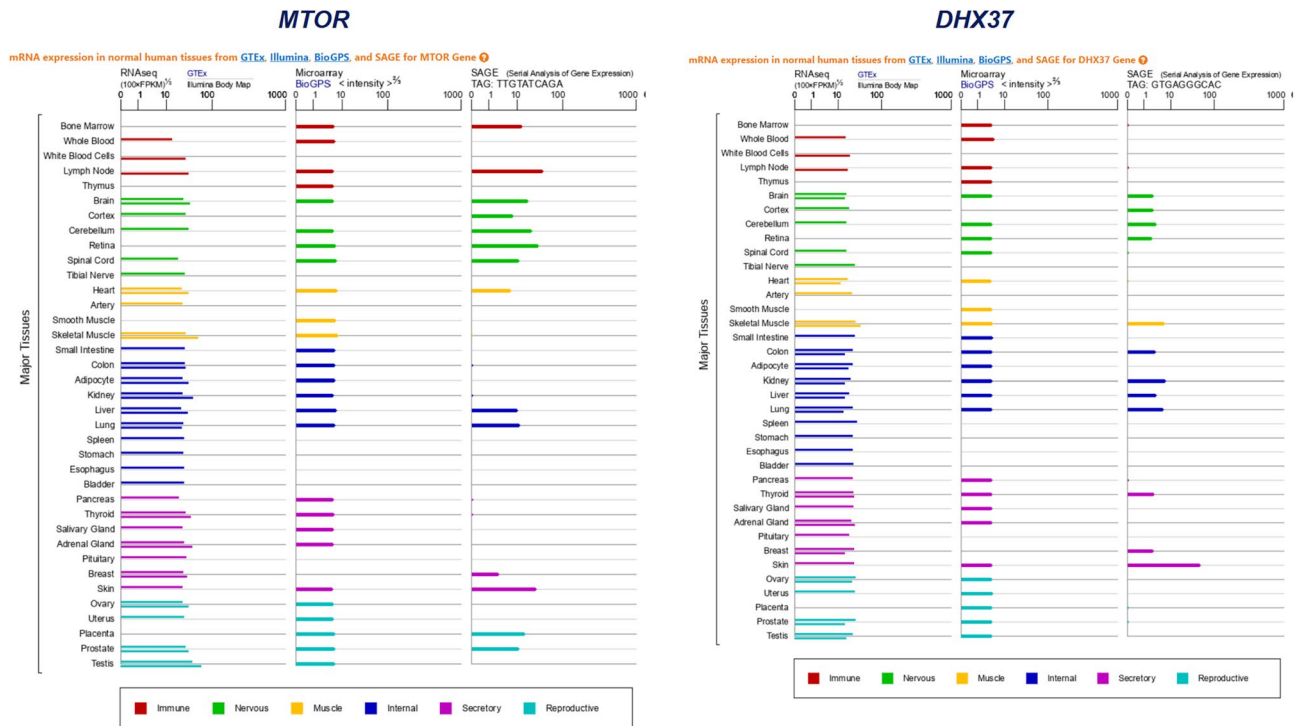 MTOR
mRNA expression in normal human tissues from GTEx, Illumina, BioGPS, and SAGE for MTOR Gene
RNAseq GTEx
(100×FPKM)½ Illumina Body Map
0 1 10 100 1000
Microarray
BioGPS < intensity >⅔
0 1 10 100 1000
SAGE (Serial Analysis of Gene Expression)
TAG: TTGTATCAGA
0 1 10 100 1000
Major Tissues
Bone Marrow
Whole Blood
White Blood Cells
Lymph Node
Thymus
Brain
Cortex
Cerebellum
Retina
Spinal Cord
Tibial Nerve
Heart
Artery
Smooth Muscle
Skeletal Muscle
Small Intestine
Colon
Adipocyte
Kidney
Liver
Lung
Spleen
Stomach
Esophagus
Bladder
Pancreas
Thyroid
Salivary Gland
Adrenal Gland
Pituitary
Breast
Skin
Ovary
Uterus
Placenta
Prostate
Testis
Immune Nervous Muscle Internal Secretory Reproductive
DHX37
mRNA expression in normal human tissues from GTEx, Illumina, BioGPS, and SAGE for DHX37 Gene
RNAseq GTEx
(100×FPKM)½ Illumina Body Map
0 1 10 100 1000
Microarray
BioGPS < intensity >⅔
0 1 10 100 1000
SAGE (Serial Analysis of Gene Expression)
TAG: GTGAGGGCAC
0 1 10 100 1000
Major Tissues
Bone Marrow
Whole Blood
White Blood Cells
Lymph Node
Thymus
Brain
Cortex
Cerebellum
Retina
Spinal Cord
Tibial Nerve
Heart
Artery
Smooth Muscle
Skeletal Muscle
Small Intestine
Colon
Adipocyte
Kidney
Liver
Lung
Spleen
Stomach
Esophagus
Bladder
Pancreas
Thyroid
Salivary Gland
Adrenal Gland
Pituitary
Breast
Skin
Ovary
Uterus
Placenta
Prostate
Testis
Immune Nervous Muscle Internal Secretory Reproductive